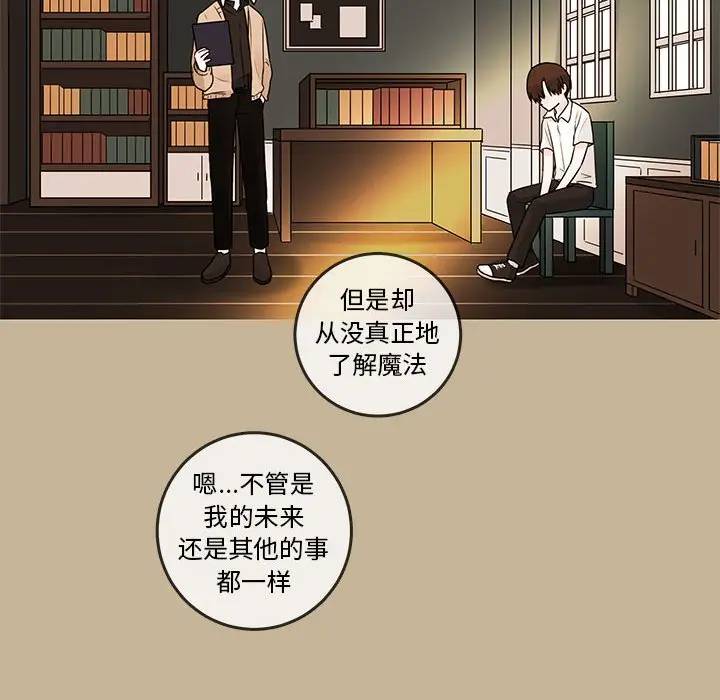 但是却
从没真正地
了解魔法
嗯...不管是
我的未来
还是其他的事
都一样